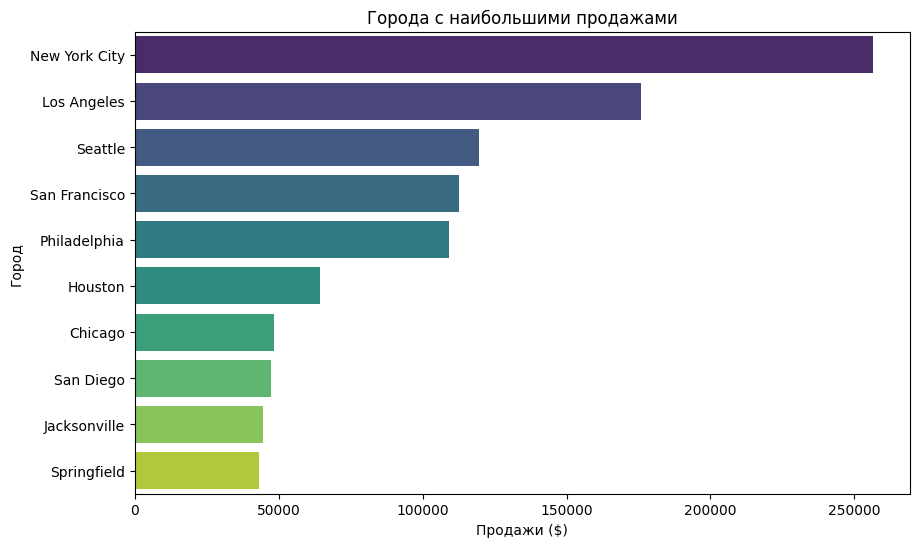 Города с наибольшими продажами
New York City
Los Angeles
Seattle
San Francisco
Philadelphia
Houston
Chicago
San Diego
Jacksonville
Springfield
Город
0 50000 100000 150000 200000 250000
Продажи ($)